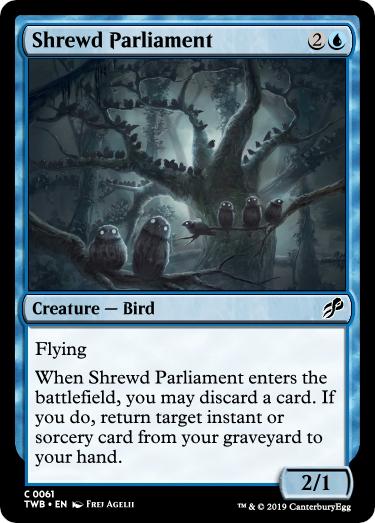 Shrewd Parliament 2
Creature — Bird
Flying
When Shrewd Parliament enters the
battlefield, you may discard a card. If
you do, return target instant or
sorcery card from your graveyard to
your hand.
2/1
C 0061
TWB • EN Frej Agelii
™ & © 2019 CanterburyEgg